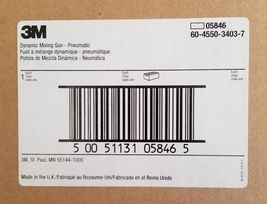 3M
05846
60-4550-3403-7
Dynamic Mixing Gun - Pneumatic
Fusil à mélange dynamique - pneumatique
Pistola de Mezcla Dinámica - Neumática
1 Each
5 00 51131 05846 5
3M, St. Paul, MN 55144-1000
Made in the U.K./Fabriqué au Royaume-Uni/Fabricado en el Reino Unido